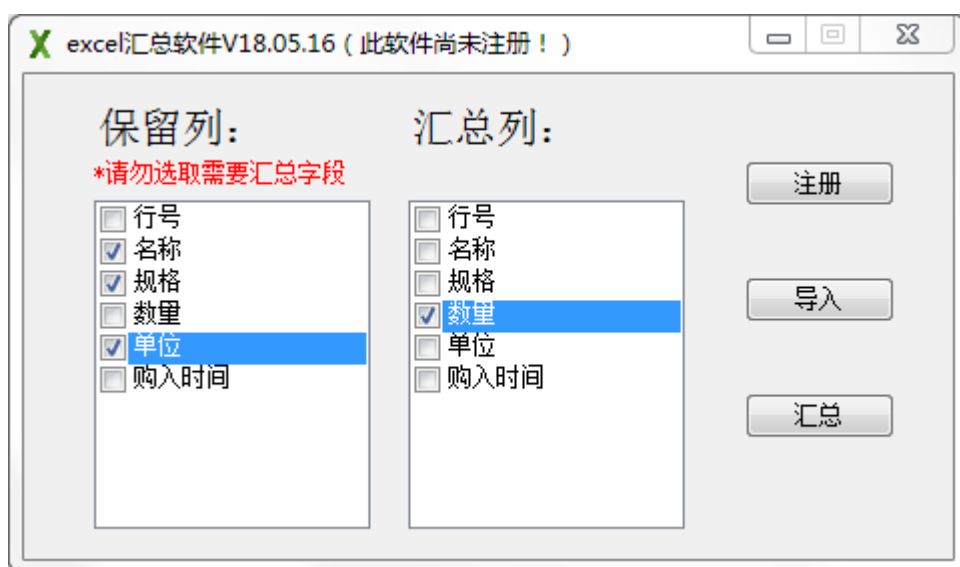 excel汇总软件V18.05.16 ( 此软件尚未注册！ )
保留列：
*请勿选取需要汇总字段
行号
名称
规格
数量
单位
购入时间
汇总列：
行号
名称
规格
数量
单位
购入时间
注册
导入
汇总